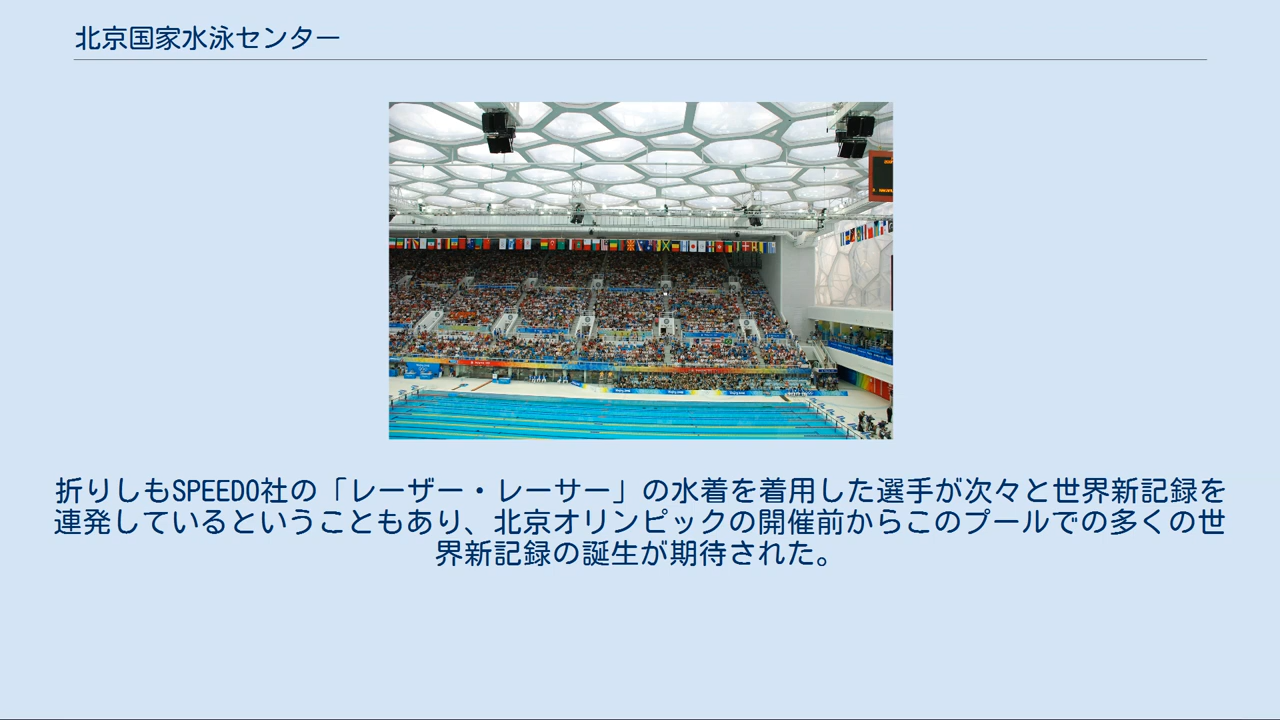 北京国家水泳センター
折りしもSPEEDO社の「レーザー・レーサー」の水着を着用した選手が次々と世界新記録を
連発しているということもあり、北京オリンピックの開催前からこのプールでの多くの世
界新記録の誕生が期待された。